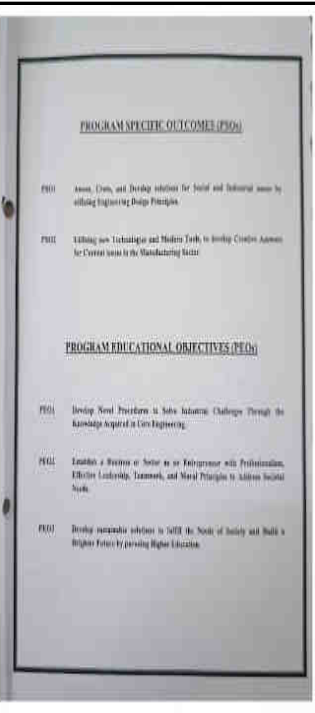 PROGRAM SPECIFIC OUTCOMES (PSOs)
PSO1 Assess, Create, and Develop solutions for Social and Industrial issues by
utilizing Engineering Design Principles.
PSO2 Utilizing new Technologies and Modern Tools, to develop Creative Answers
for Current issues in the Manufacturing Sector.
PROGRAM EDUCATIONAL OBJECTIVES (PEOs)
PEO1 Develop Novel Procedures to Solve Industrial Challenges Through the
Knowledge Acquired in Core Engineering.
PEO2 Establish a Business or Sector as an Entrepreneur with Professionalism,
Effective Leadership, Teamwork, and Moral Principles to Address Societal
Needs.
PEO3 Develop sustainable solutions to fulfill the Needs of Society and Build a
Brighter Future by pursuing Higher Education.